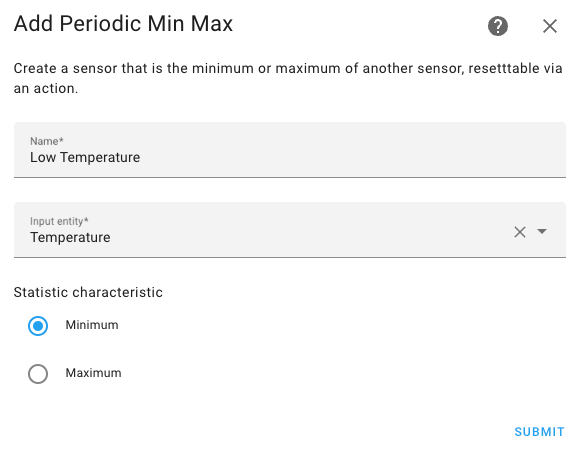 Add Periodic Min Max
Create a sensor that is the minimum or maximum of another sensor, resetttable via
an action.
Name*
Low Temperature
Input entity*
Temperature
Statistic characteristic
Minimum
Maximum
SUBMIT